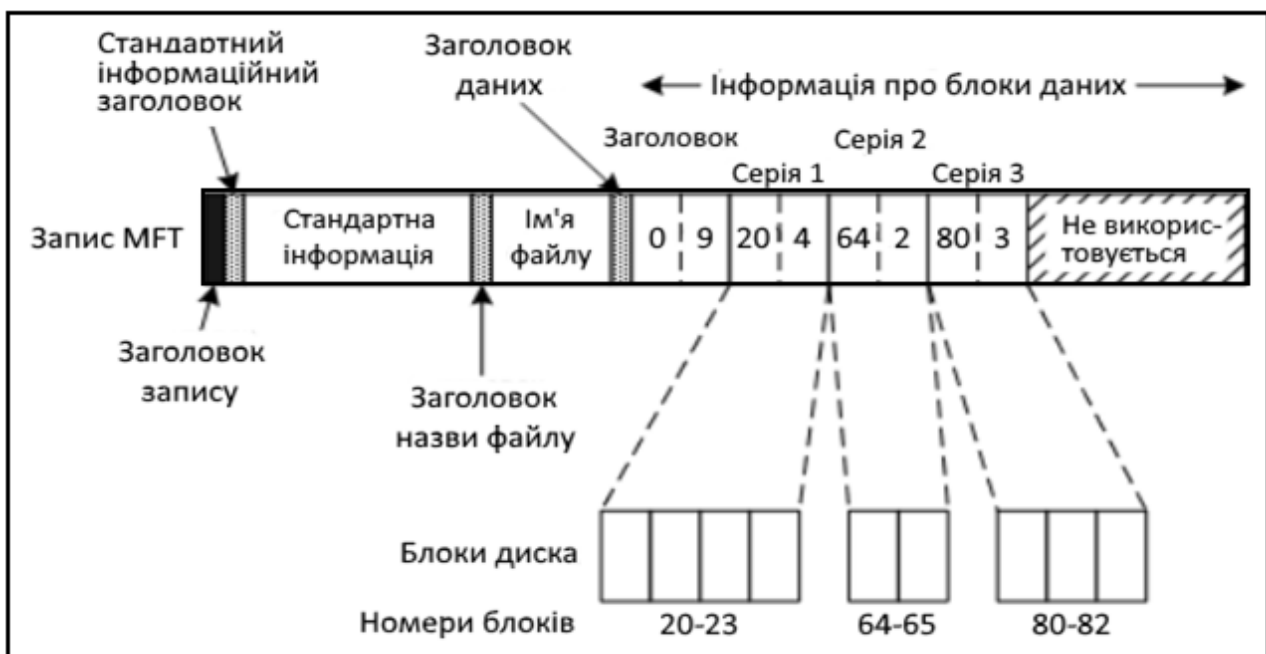 Стандартний
інформаційний
заголовок
Заголовок
даних
Інформація про блоки даних
Заголовок
Серія 1
Серія 2
Серія 3
Запис MFT
Стандартна
інформація
Ім'я
файлу
0 9 20 4 64 2 80 3
Не викорис-
товується
Заголовок
запису
Заголовок
назви файлу
Блоки диска
Номери блоків
20-23
64-65
80-82